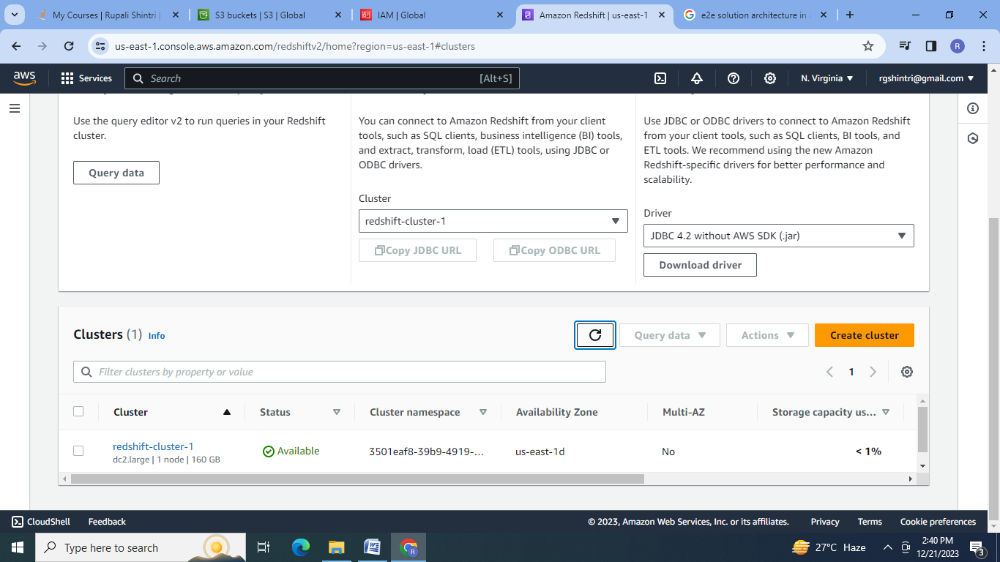 My Courses | Rupali Shintri |
S3 buckets | S3 | Global
IAM | Global
Amazon Redshift | us-east-1
e2e solution architecture in
us-east-1.console.aws.amazon.com/redshiftv2/home?region=us-east-1#clusters
R
aws
Services
Search
[Alt+S]
N. Virginia
rgshintri@gmail.com
Use the query editor v2 to run queries in your Redshift
cluster.
Query data
You can connect to Amazon Redshift from your client
tools, such as SQL clients, business intelligence (BI) tools,
and extract, transform, load (ETL) tools, using JDBC or
ODBC drivers.
Cluster
redshift-cluster-1
Copy JDBC URL
Copy ODBC URL
Use JDBC or ODBC drivers to connect to Amazon Redshift
from your client tools, such as SQL clients, BI tools, and
ETL tools. We recommend using the new Amazon
Redshift-specific drivers for better performance and
scalability.
Driver
JDBC 4.2 without AWS SDK (.jar)
Download driver
Clusters (1) Info
Query data
Actions
Create cluster
Filter clusters by property or value
1
Cluster
Status
Cluster namespace
Availability Zone
Multi-AZ
Storage capacity us...
redshift-cluster-1
dc2.large | 1 node | 160 GB
Available
3501eaf8-39b9-4919-...
us-east-1d
No
< 1%
CloudShell
Feedback
© 2023, Amazon Web Services, Inc. or its affiliates.
Privacy
Terms
Cookie preferences
Type here to search
27°C Haze
2:40 PM
12/21/2023
3